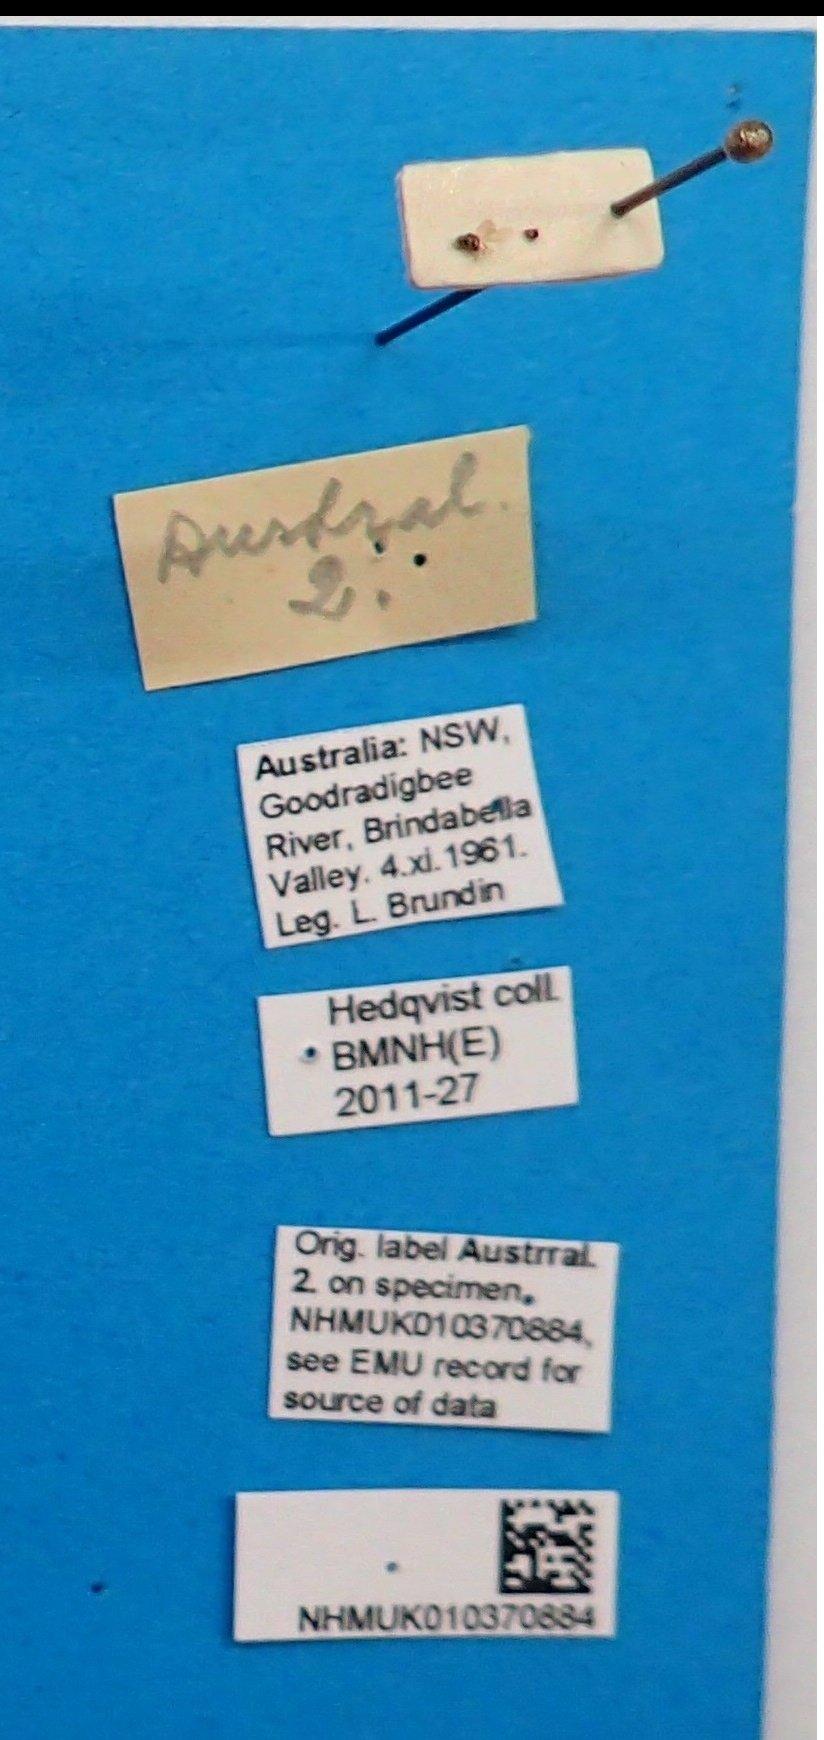 Austral.
2.
Australia: NSW,
Goodradigbee
River, Brindabella
Valley. 4.xi.1961.
Leg. L. Brundin
Hedqvist coll.
BMNH(E)
2011-27
Orig. label Austrral.
2. on specimen.
NHMUK010370884,
see EMU record for
source of data
NHMUK010370884